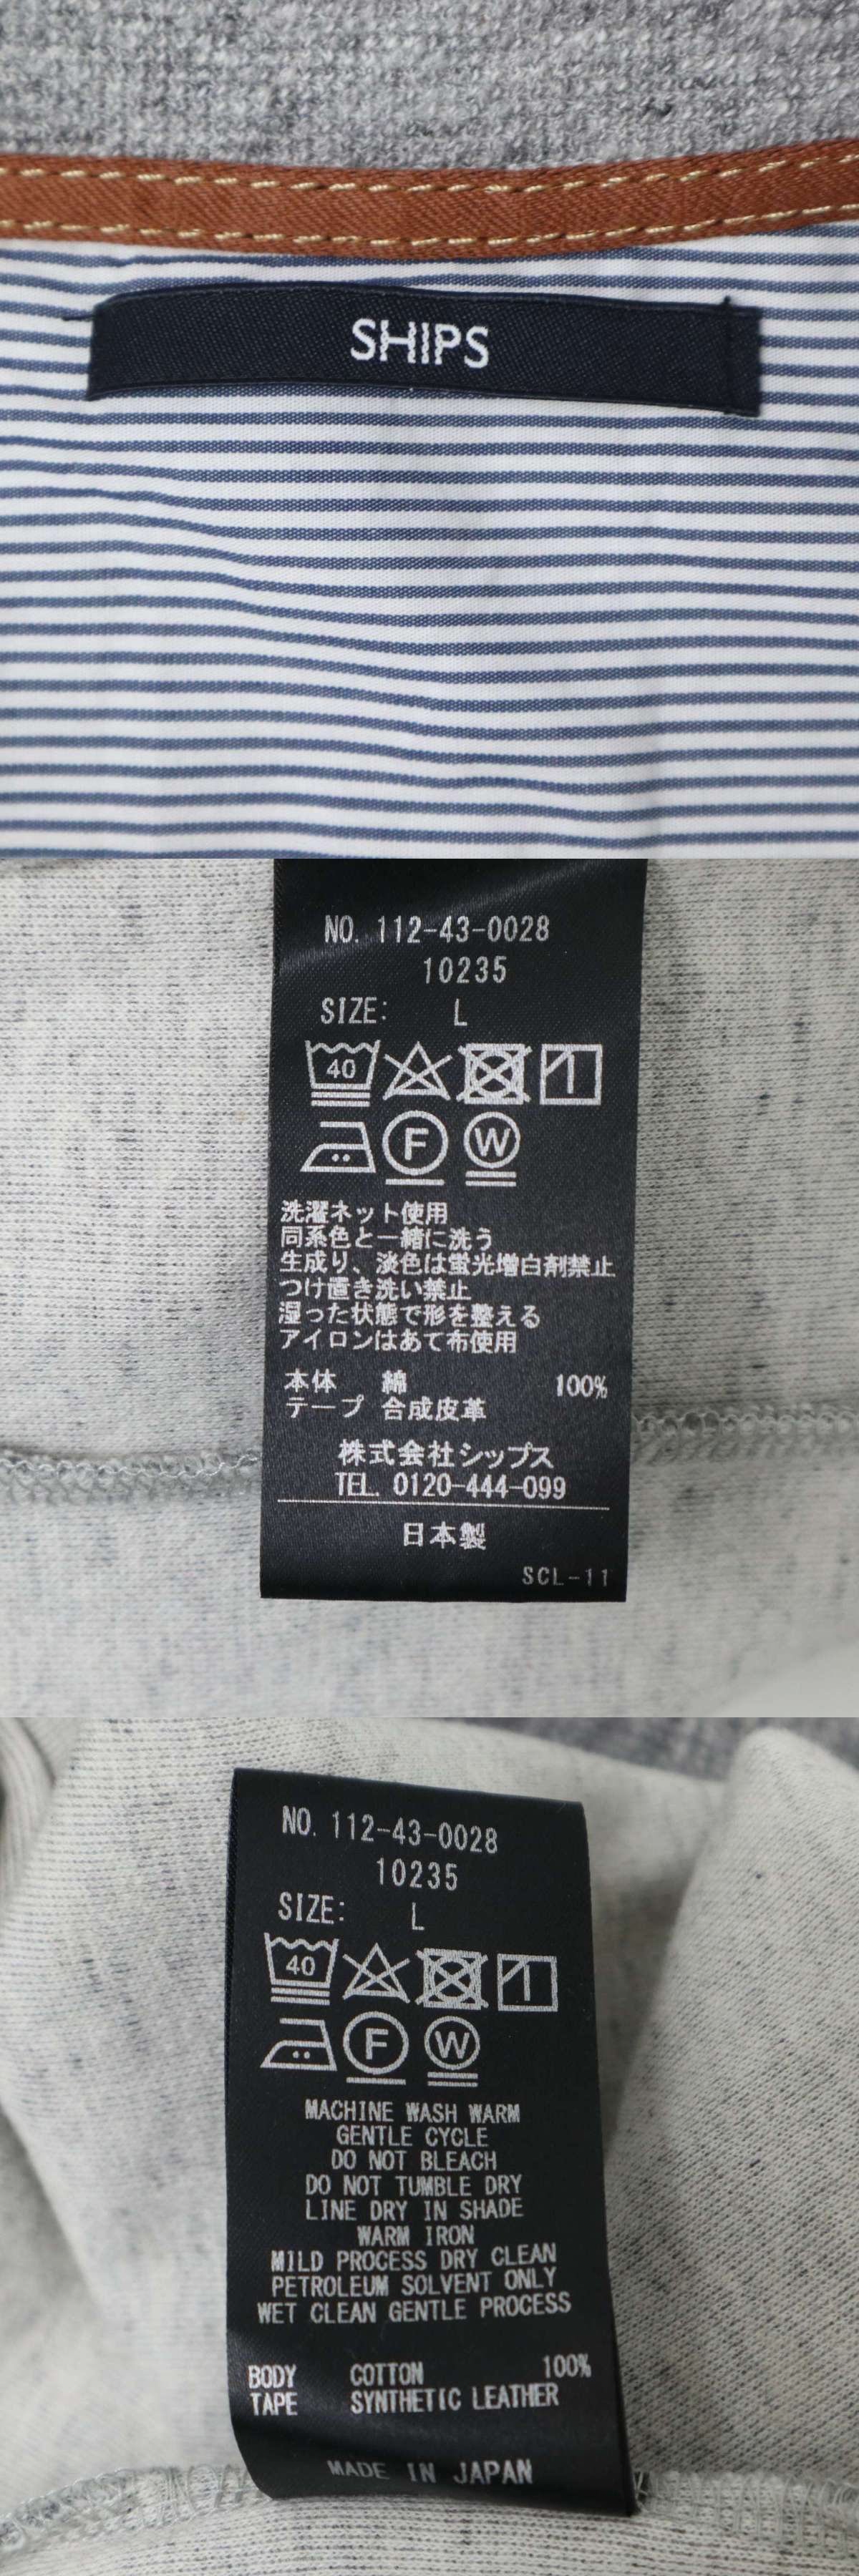 SHIPS
NO. 112-43-0028
10235
SIZE: L
40
F W
洗濯ネット使用
同系色と一緒に洗う
生成り、淡色は蛍光増白剤禁止
つけ置き洗い禁止
湿った状態で形を整える
アイロンはあて布使用
本体 綿 100%
テープ 合成皮革
株式会社シップス
TEL. 0120-444-099
日本製
SCL-11
NO. 112-43-0028
10235
SIZE: L
40
F W
MACHINE WASH WARM
GENTLE CYCLE
DO NOT BLEACH
DO NOT TUMBLE DRY
LINE DRY IN SHADE
WARM IRON
MILD PROCESS DRY CLEAN
PETROLEUM SOLVENT ONLY
WET CLEAN GENTLE PROCESS
BODY COTTON 100%
TAPE SYNTHETIC LEATHER
MADE IN JAPAN